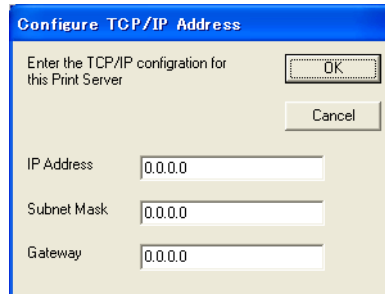 Configure TCP/IP Address
Enter the TCP/IP configration for
this Print Server
OK
Cancel
IP Address
0.0.0.0
Subnet Mask
0.0.0.0
Gateway
0.0.0.0